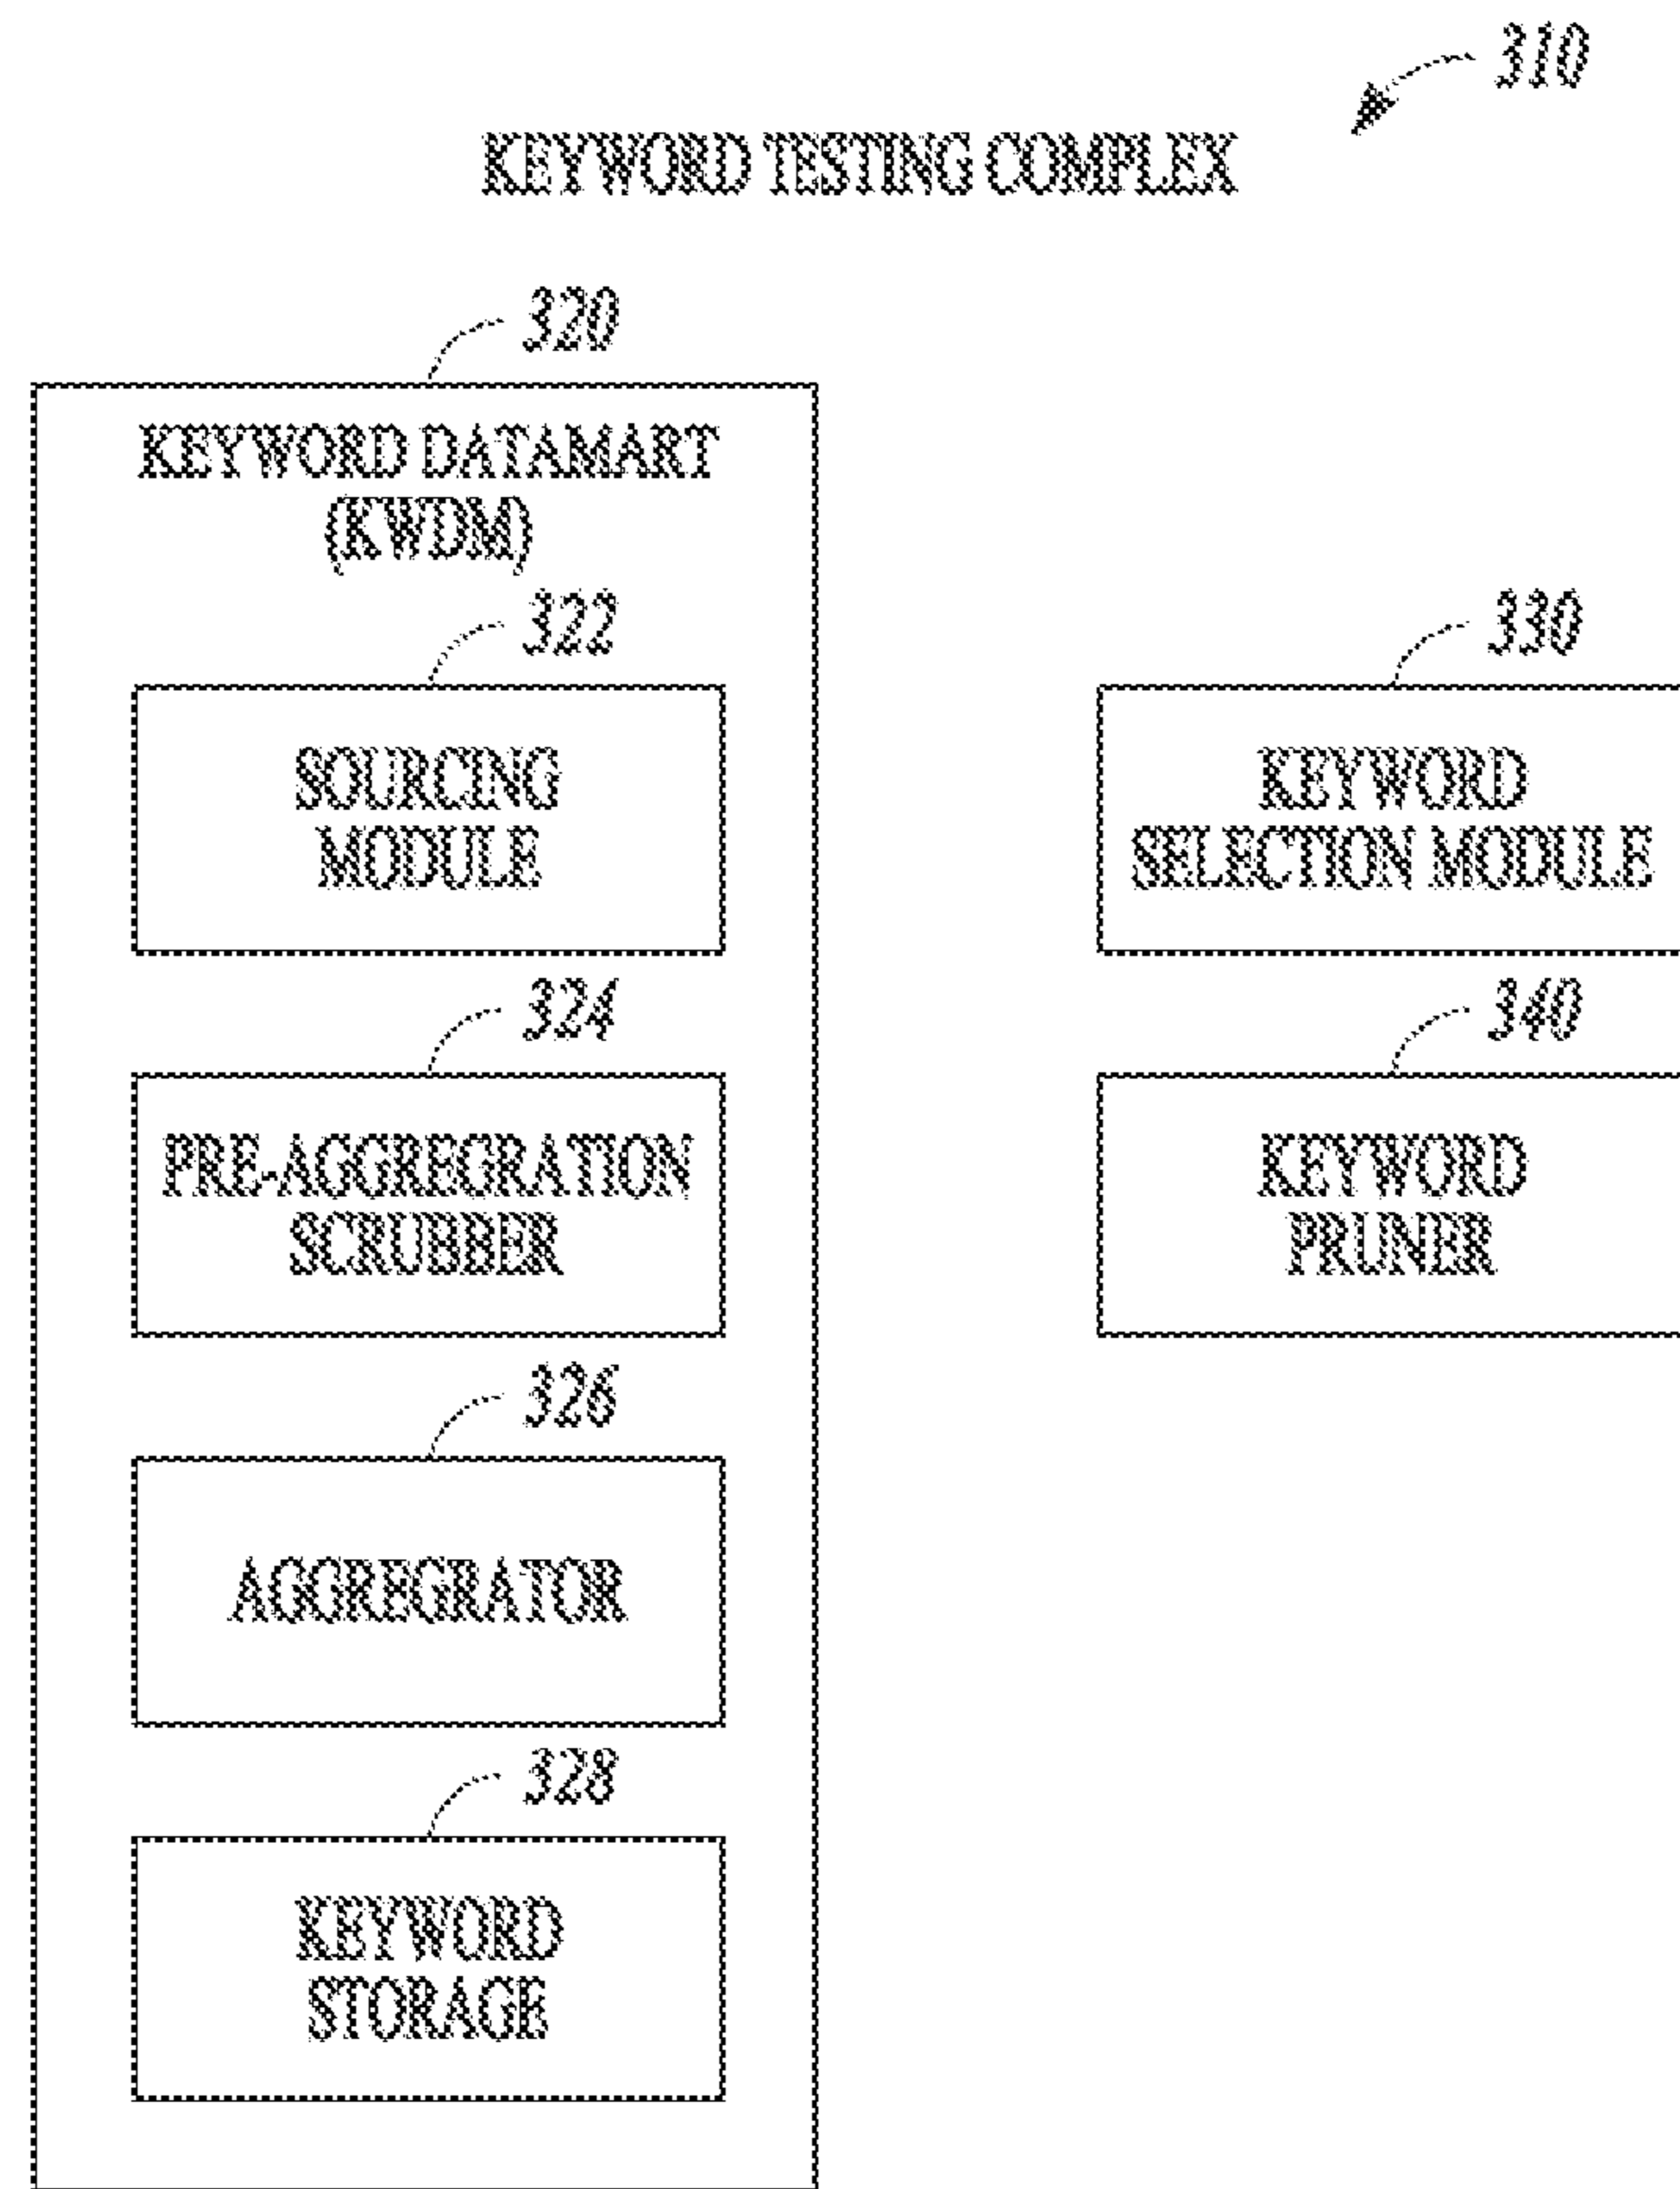 310
KEYWORD TESTING COMPLEX
320
KEYWORD DATAMART
(KWDM)
322
SOURCING
MODULE
324
PRE-AGGREGRATION
SCRUBBER
326
AGGREGRATOR
328
KEYWORD
STORAGE
330
KEYWORD
SELECTION MODULE
340
KEYWORD
PRUNER